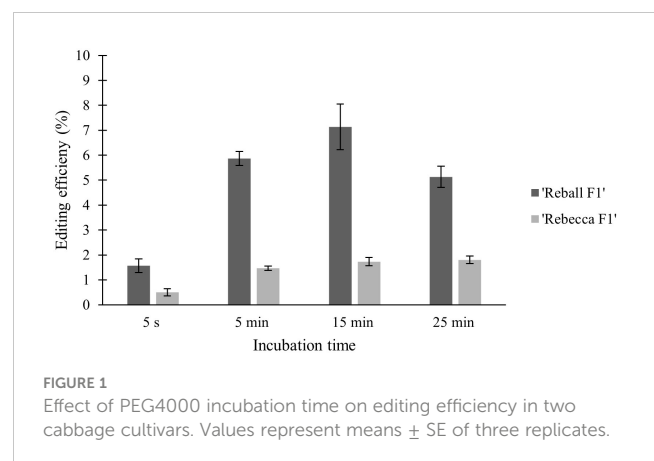 10
9
8
7
6
5
4
3
2
1
0
Editing efficieny (%)
5 s 5 min 15 min 25 min
Incubation time
'Reball F1'
'Rebecca F1'
FIGURE 1
Effect of PEG4000 incubation time on editing efficiency in two
cabbage cultivars. Values represent means ± SE of three replicates.